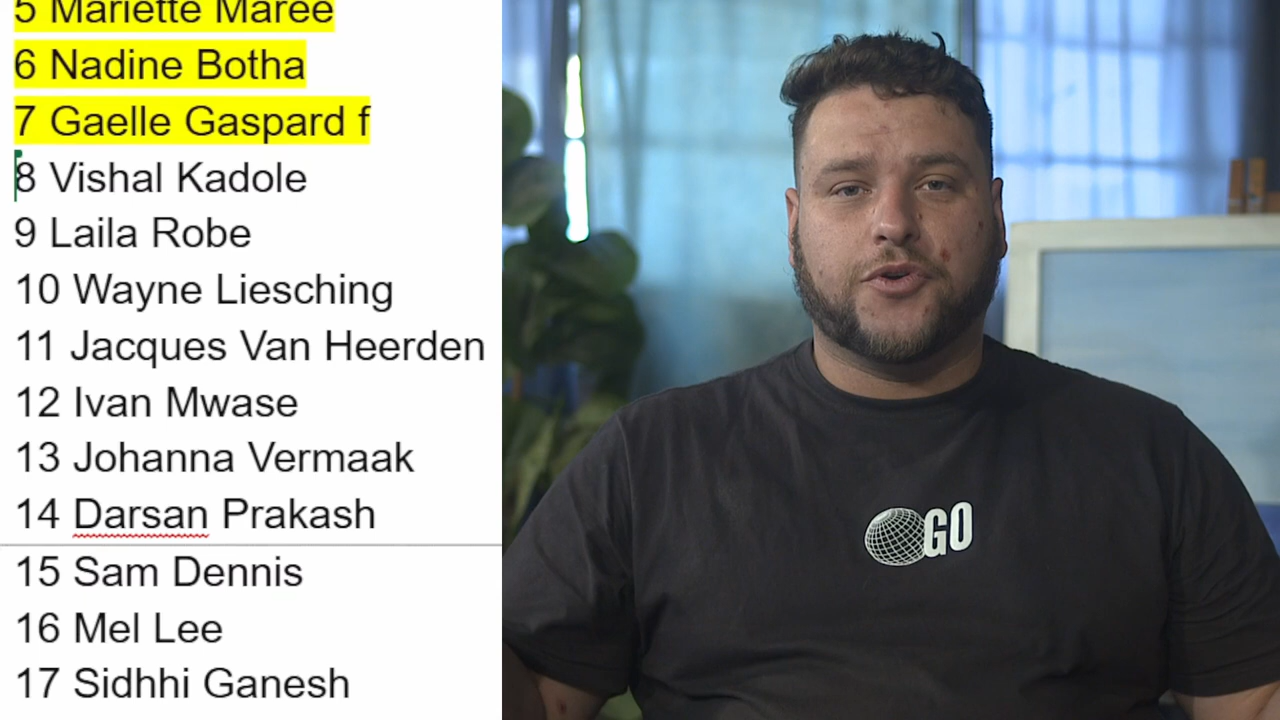 5 Mariette Maree
6 Nadine Botha
7 Gaelle Gaspard f
8 Vishal Kadole
9 Laila Robe
10 Wayne Liesching
11 Jacques Van Heerden
12 Ivan Mwase
13 Johanna Vermaak
14 Darsan Prakash
15 Sam Dennis
16 Mel Lee
17 Sidhhi Ganesh
GO